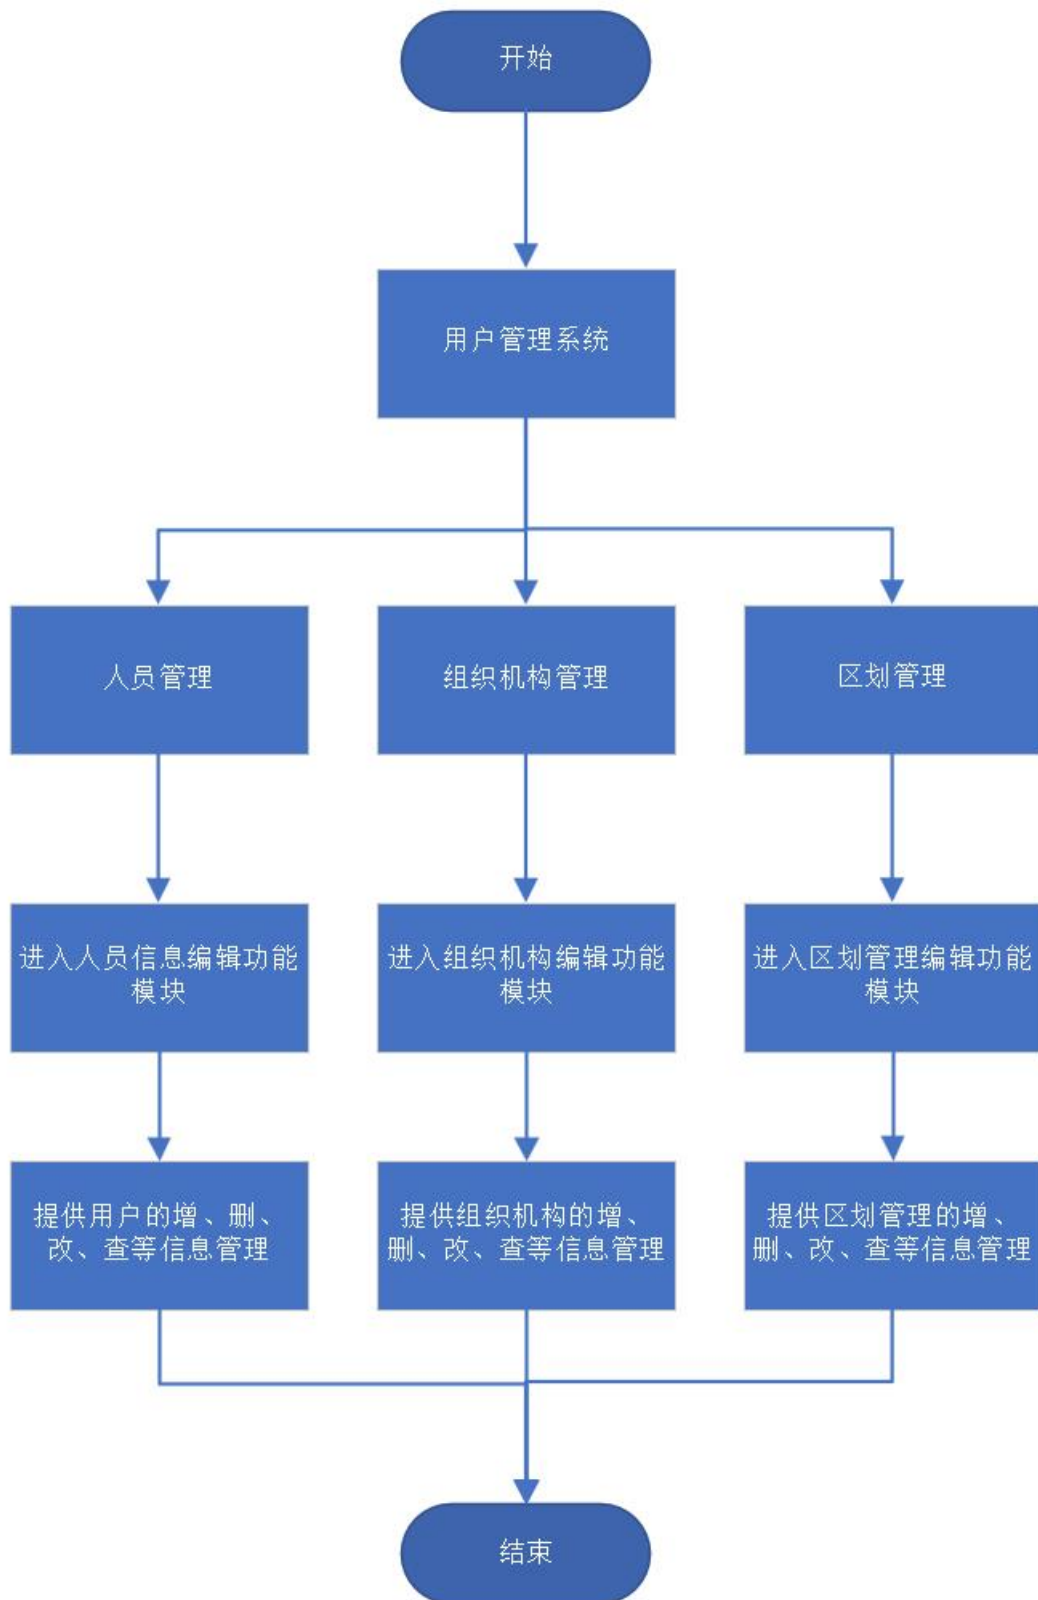 开始
用户管理系统
人员管理
组织机构管理
区划管理
进入人员信息编辑功能
模块
进入组织机构编辑功能
模块
进入区划管理编辑功能
模块
提供用户的增、删、
改、查等信息管理
提供组织机构的增、
删、改、查等信息管理
提供区划管理的增、
删、改、查等信息管理
结束